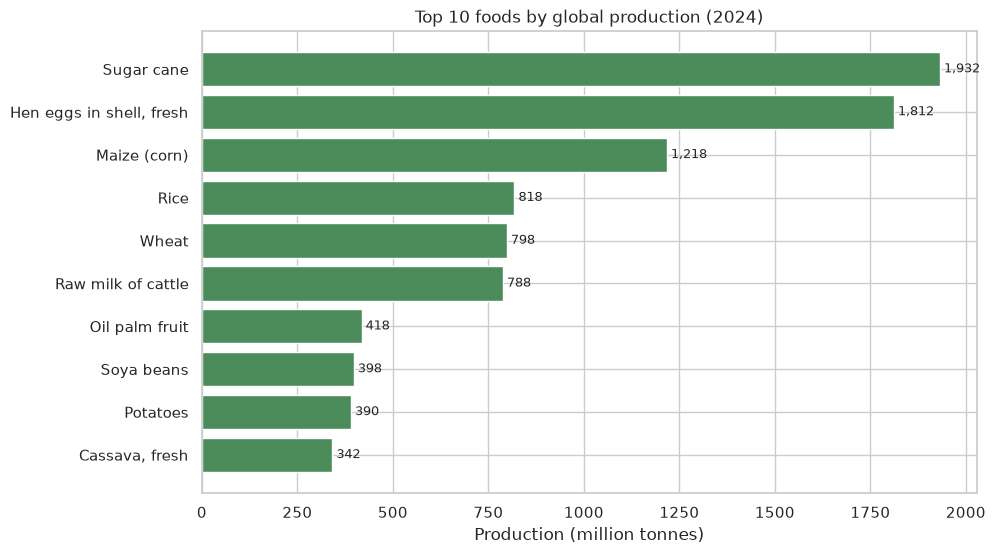 Top 10 foods by global production (2024)
Sugar cane 1,932
Hen eggs in shell, fresh 1,812
Maize (corn) 1,218
Rice 818
Wheat 798
Raw milk of cattle 788
Oil palm fruit 418
Soya beans 398
Potatoes 390
Cassava, fresh 342
0 250 500 750 1000 1250 1500 1750 2000
Production (million tonnes)